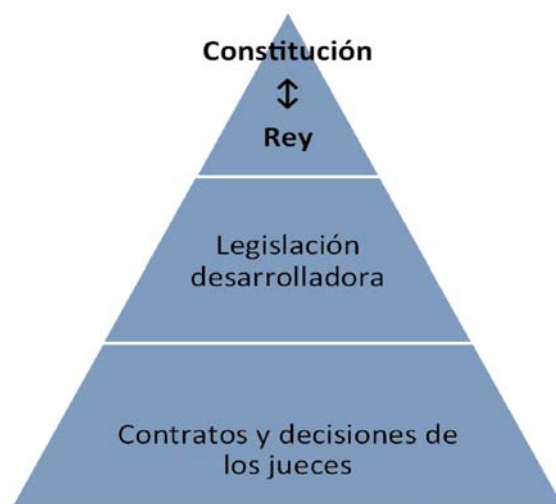 Constitución
↕
Rey
Legislación
desarrolladora
Contratos y decisiones de
los jueces